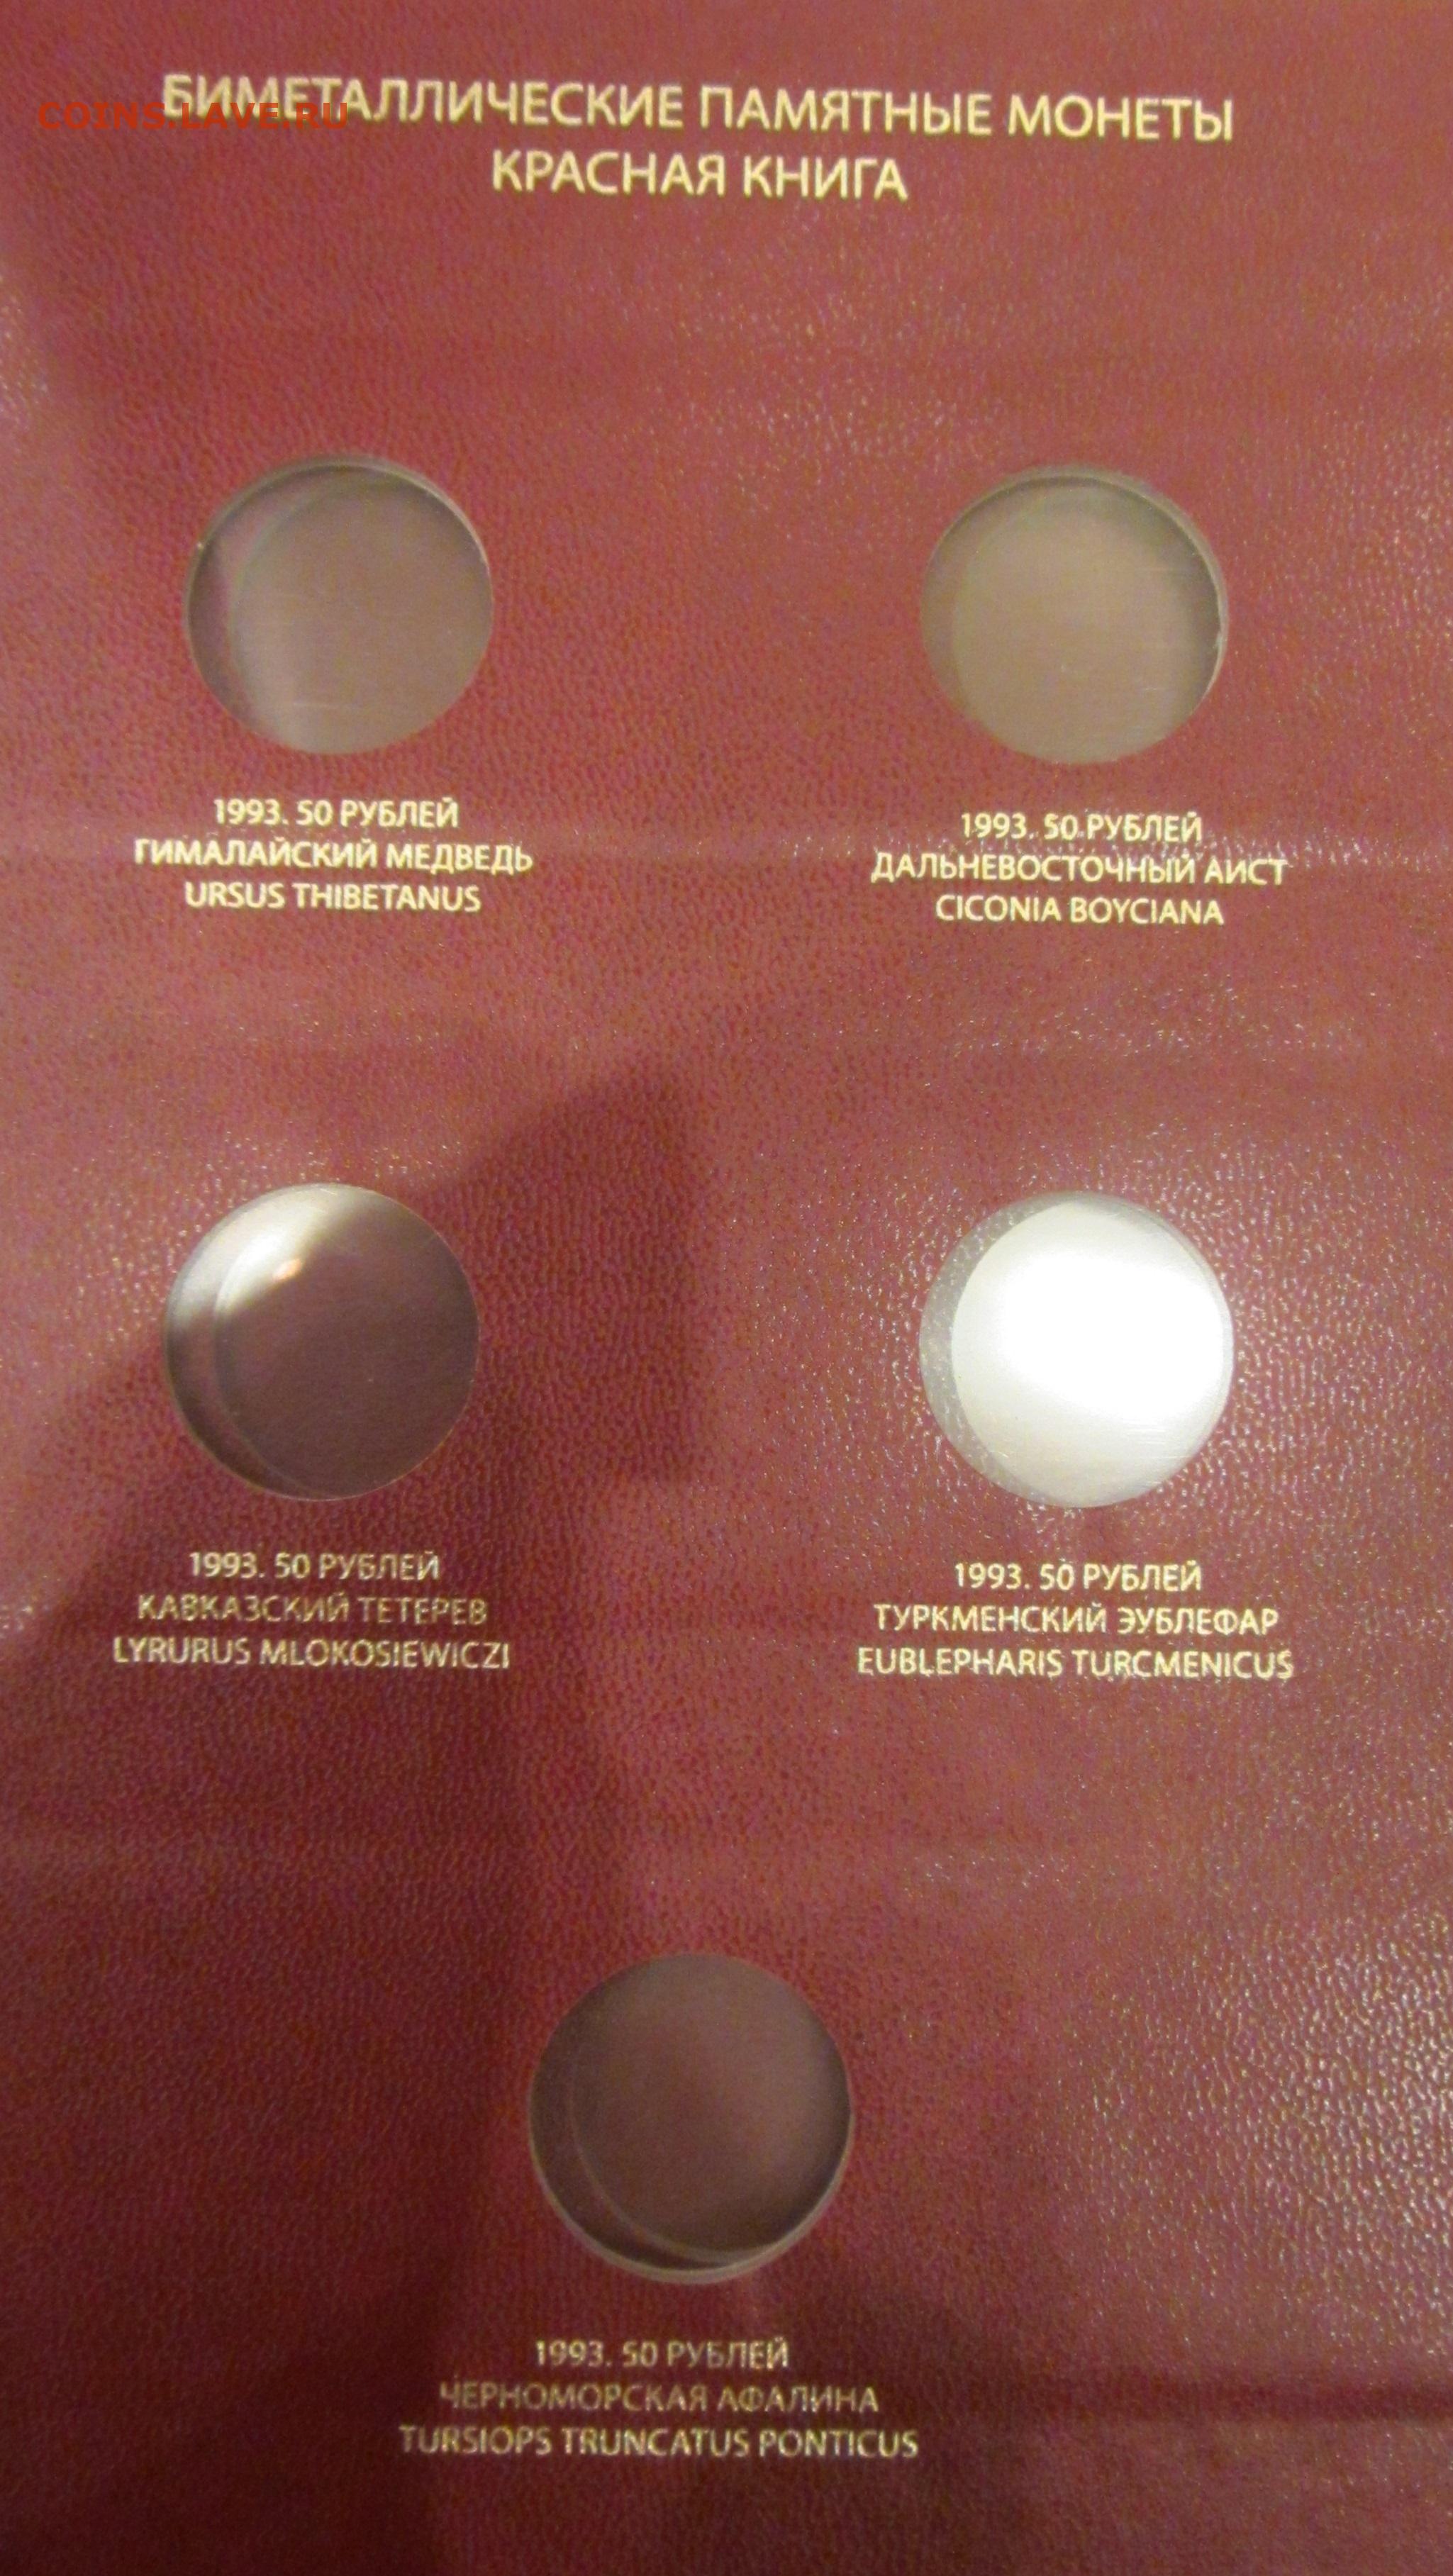 БИМЕТАЛЛИЧЕСКИЕ ПАМЯТНЫЕ МОНЕТЫ
COINS.LAVE.RU
КРАСНАЯ КНИГА
1993. 50 РУБЛЕЙ
ГИМАЛАЙСКИЙ МЕДВЕДЬ
URSUS THIBETANUS
1993. 50 РУБЛЕЙ
ДАЛЬНЕВОСТОЧНЫЙ АИСТ
CICONIA BOYCIANA
1993. 50 РУБЛЕЙ
КАВКАЗСКИЙ ТЕТЕРЕВ
LYRURUS MLOKOSIEWICZI
1993. 50 РУБЛЕЙ
ТУРКМЕНСКИЙ ЭУБЛЕФАР
EUBLEPHARIS TURCMENICUS
1993. 50 РУБЛЕЙ
ЧЕРНОМОРСКАЯ АФАЛИНА
TURSIOPS TRUNCATUS PONTICUS